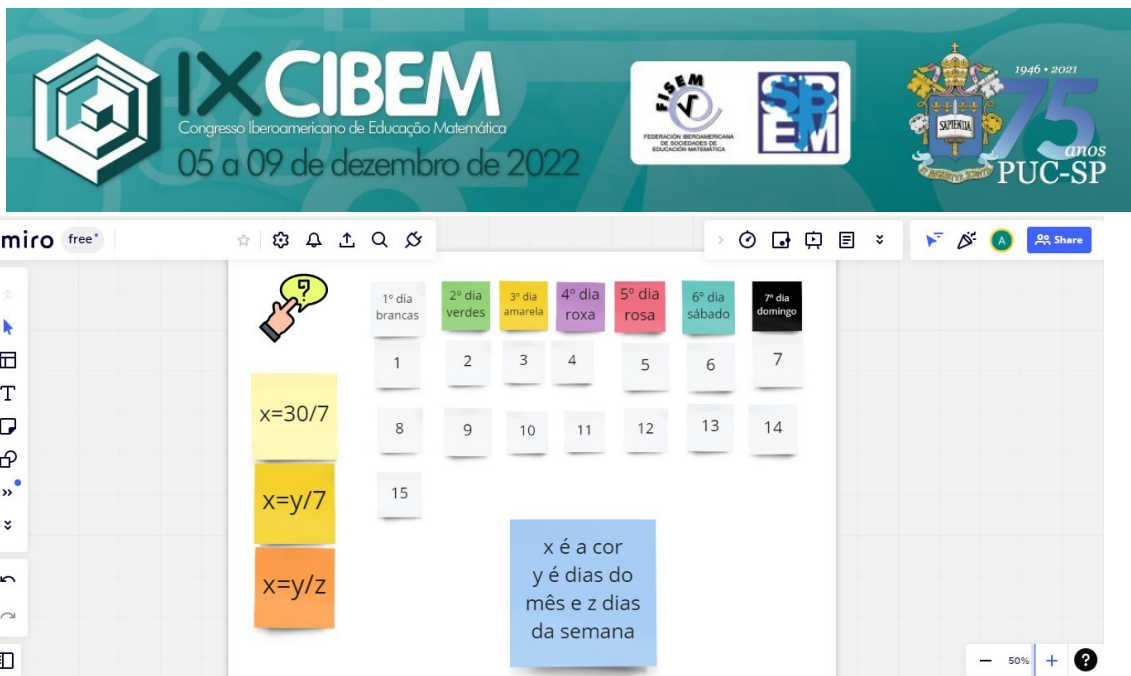 IXCIBEM
Congresso Iberoamericano de Educação Matemática
05 a 09 de dezembro de 2022
FISEM
FEDERACIÓN IBEROAMERICANA
DE SOCIEDADES DE
EDUCACIÓN MATEMÁTICA
SBEM
1946 • 2021
75
anos
PUC-SP
SAPIENTIA
miro free
A
Share
?
1º dia
brancas
2º dia
verdes
3º dia
amarela
4º dia
roxa
5º dia
rosa
6º dia
sábado
7º dia
domingo
1 2 3 4 5 6 7
8 9 10 11 12 13 14
15
x=30/7
x=y/7
x=y/z
x é a cor
y é dias do
mês e z dias
da semana
50%
?